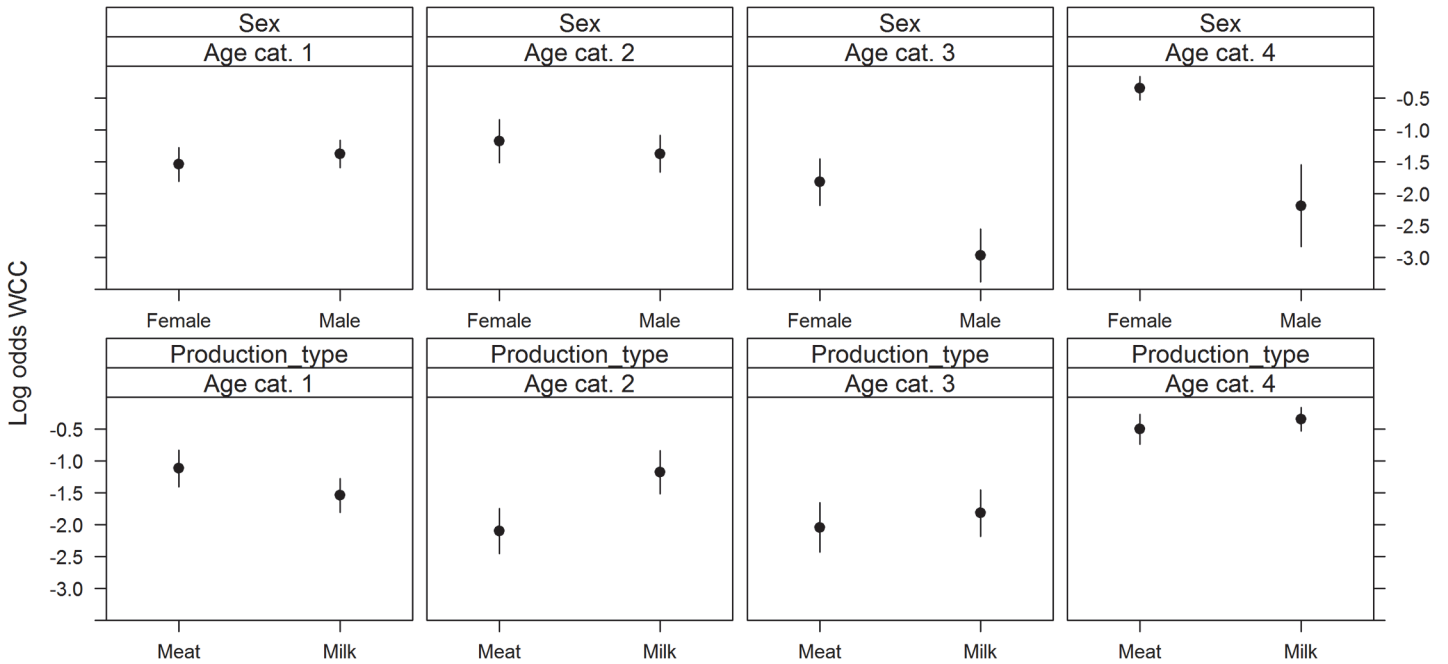 Sex Sex Sex Sex
Age cat. 1 Age cat. 2 Age cat. 3 Age cat. 4
-0.5
-1.0
-1.5
-2.0
-2.5
-3.0
Female Male Female Male Female Male Female Male
Log odds WCC
Production_type Production_type Production_type Production_type
Age cat. 1 Age cat. 2 Age cat. 3 Age cat. 4
-0.5
-1.0
-1.5
-2.0
-2.5
-3.0
Meat Milk Meat Milk Meat Milk Meat Milk